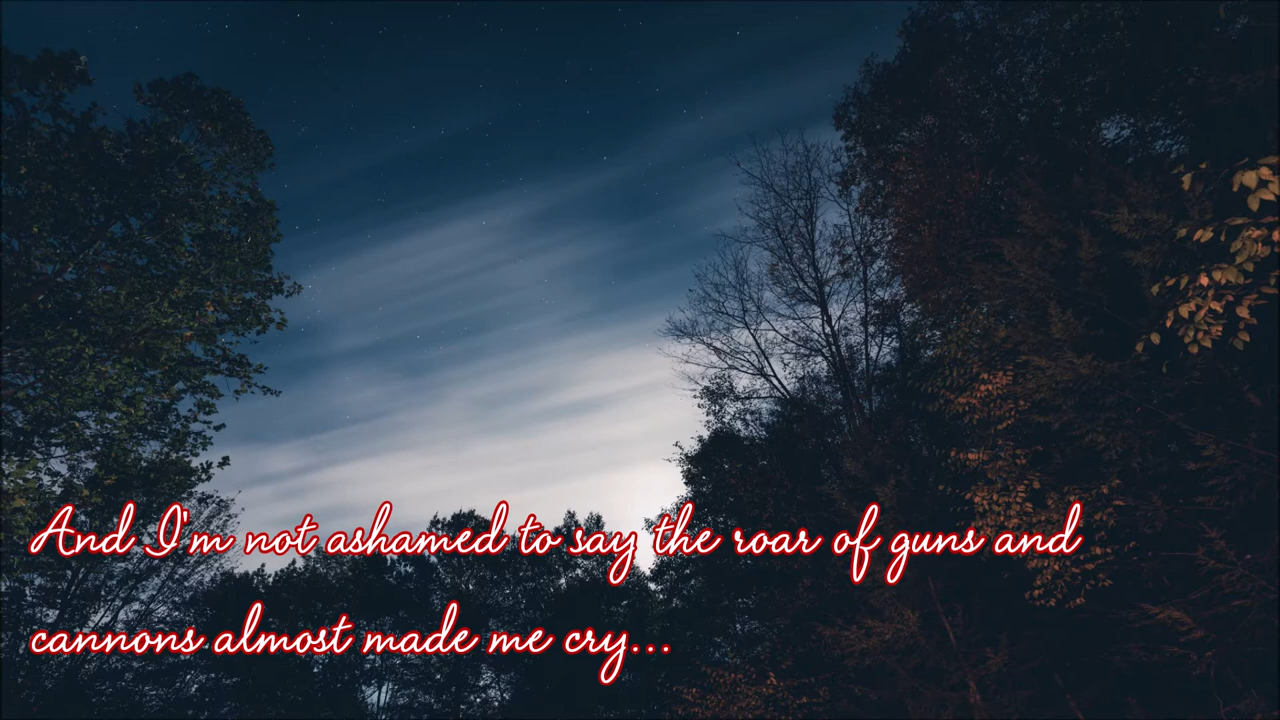 And I'm not ashamed to say the roar of guns and
cannons almost made me cry...